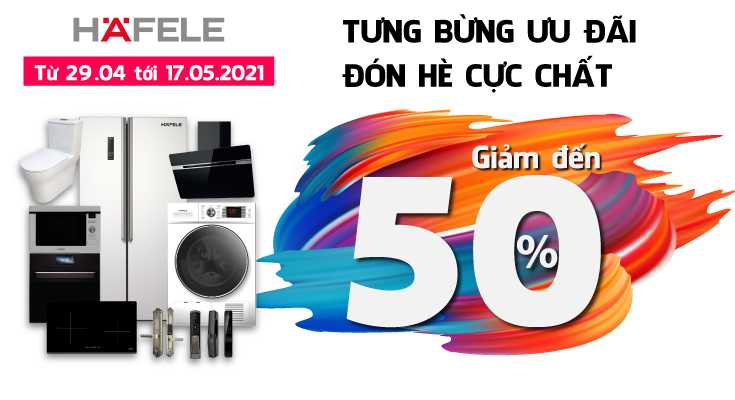 HÄFELE
Từ 29.04 tới 17.05.2021
TƯNG BỪNG ƯU ĐÃI
ĐÓN HÈ CỰC CHẤT
Giảm đến
50%
HÄFELE